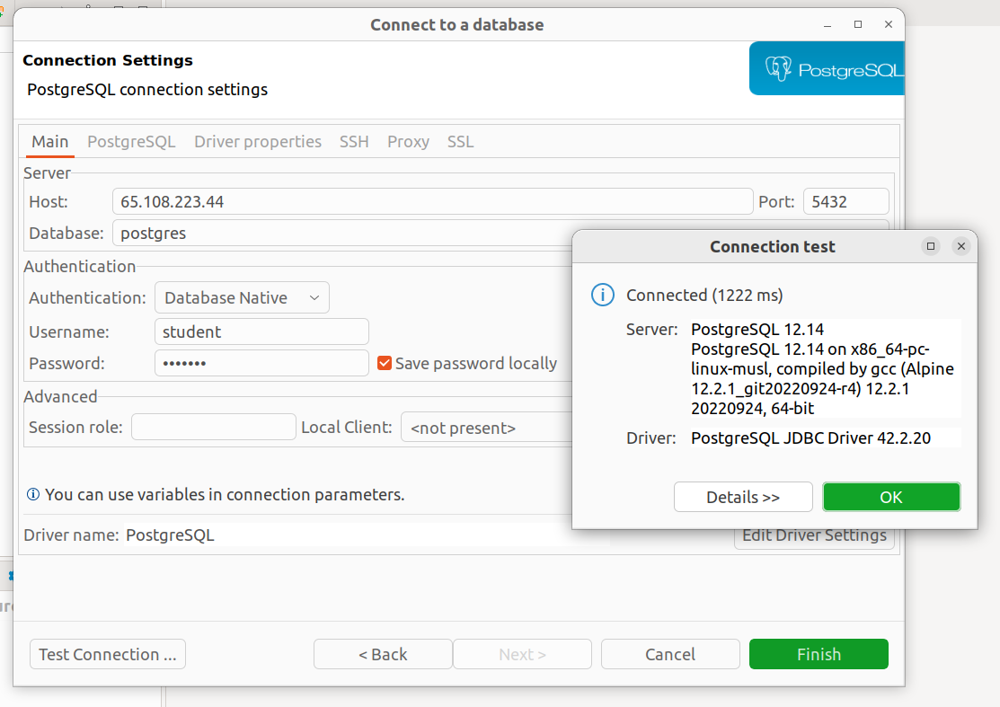 Connect to a database
Connection Settings
PostgreSQL connection settings
PostgreSQL
Main PostgreSQL Driver properties SSH Proxy SSL
Server
Host: 65.108.223.44 Port: 5432
Database: postgres
Authentication
Authentication: Database Native
Username: student
Password: •••••••
Save password locally
Advanced
Session role: Local Client: <not present>
You can use variables in connection parameters.
Driver name: PostgreSQL
Edit Driver Settings
Test Connection ... < Back Next > Cancel Finish
Connection test
Connected (1222 ms)
Server: PostgreSQL 12.14
PostgreSQL 12.14 on x86_64-pc-
linux-musl, compiled by gcc (Alpine
12.2.1_git20220924-r4) 12.2.1
20220924, 64-bit
Driver: PostgreSQL JDBC Driver 42.2.20
Details >> OK